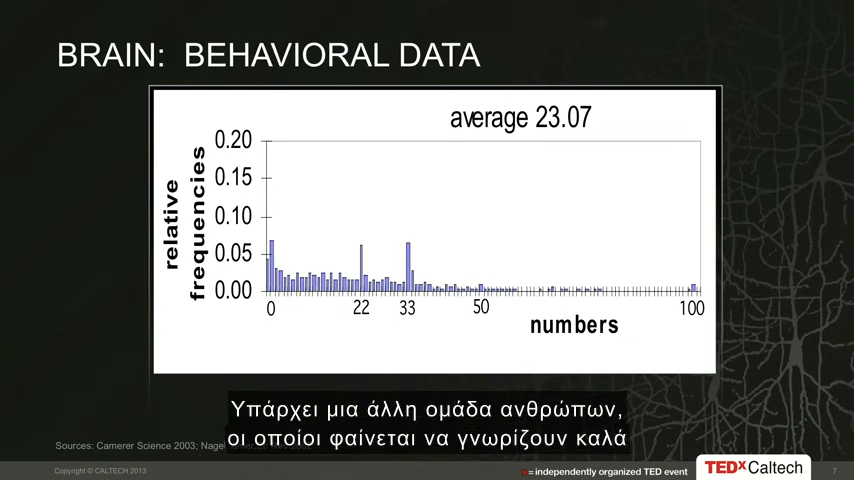 BRAIN: BEHAVIORAL DATA
average 23.07
0.20
0.15
0.10
0.05
0.00
relative
frequencies
0 22 33 50 100
numbers
Υπάρχει μια άλλη ομάδα ανθρώπων,
οι οποίοι φαίνεται να γνωρίζουν καλά
Sources: Camerer Science 2003;
Copyright © CALTECH 2013
x = independently organized TED event
TEDxCaltech
7